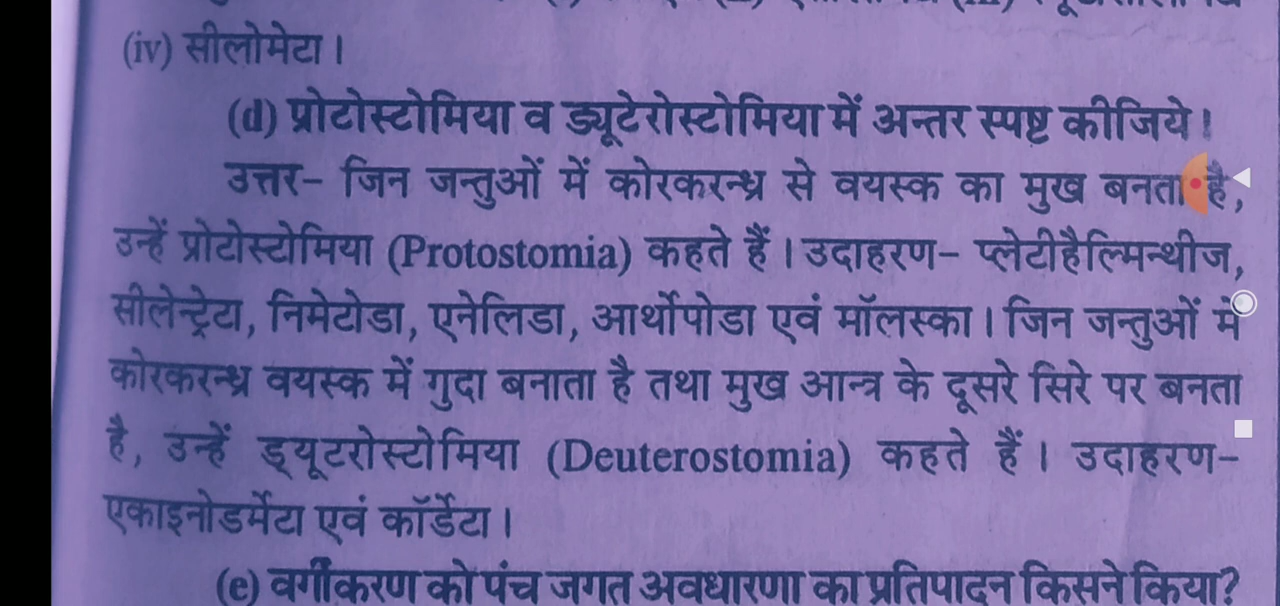 (iv) सीलोमेटा।
(d) प्रोटोस्टोमिया व ड्यूटेरोस्टोमिया में अन्तर स्पष्ट कीजिये।
उत्तर– जिन जन्तुओं में कोरकरन्ध्र से वयस्क का मुख बनता है,
उन्हें प्रोटोस्टोमिया (Protostomia) कहते हैं। उदाहरण– प्लेटीहैल्मिन्थीज,
सीलेन्ट्रेटा, निमेटोडा, एनेलिडा, आर्थोपोडा एवं मॉलस्का। जिन जन्तुओं में
कोरकरन्ध्र वयस्क में गुदा बनाता है तथा मुख आन्त्र के दूसरे सिरे पर बनता
है, उन्हें ड्यूटरोस्टोमिया (Deuterostomia) कहते हैं। उदाहरण–
एकाइनोडर्मेटा एवं कॉर्डेटा।
(e) वर्गीकरण को पंच जगत अवधारणा का प्रतिपादन किसने किया?